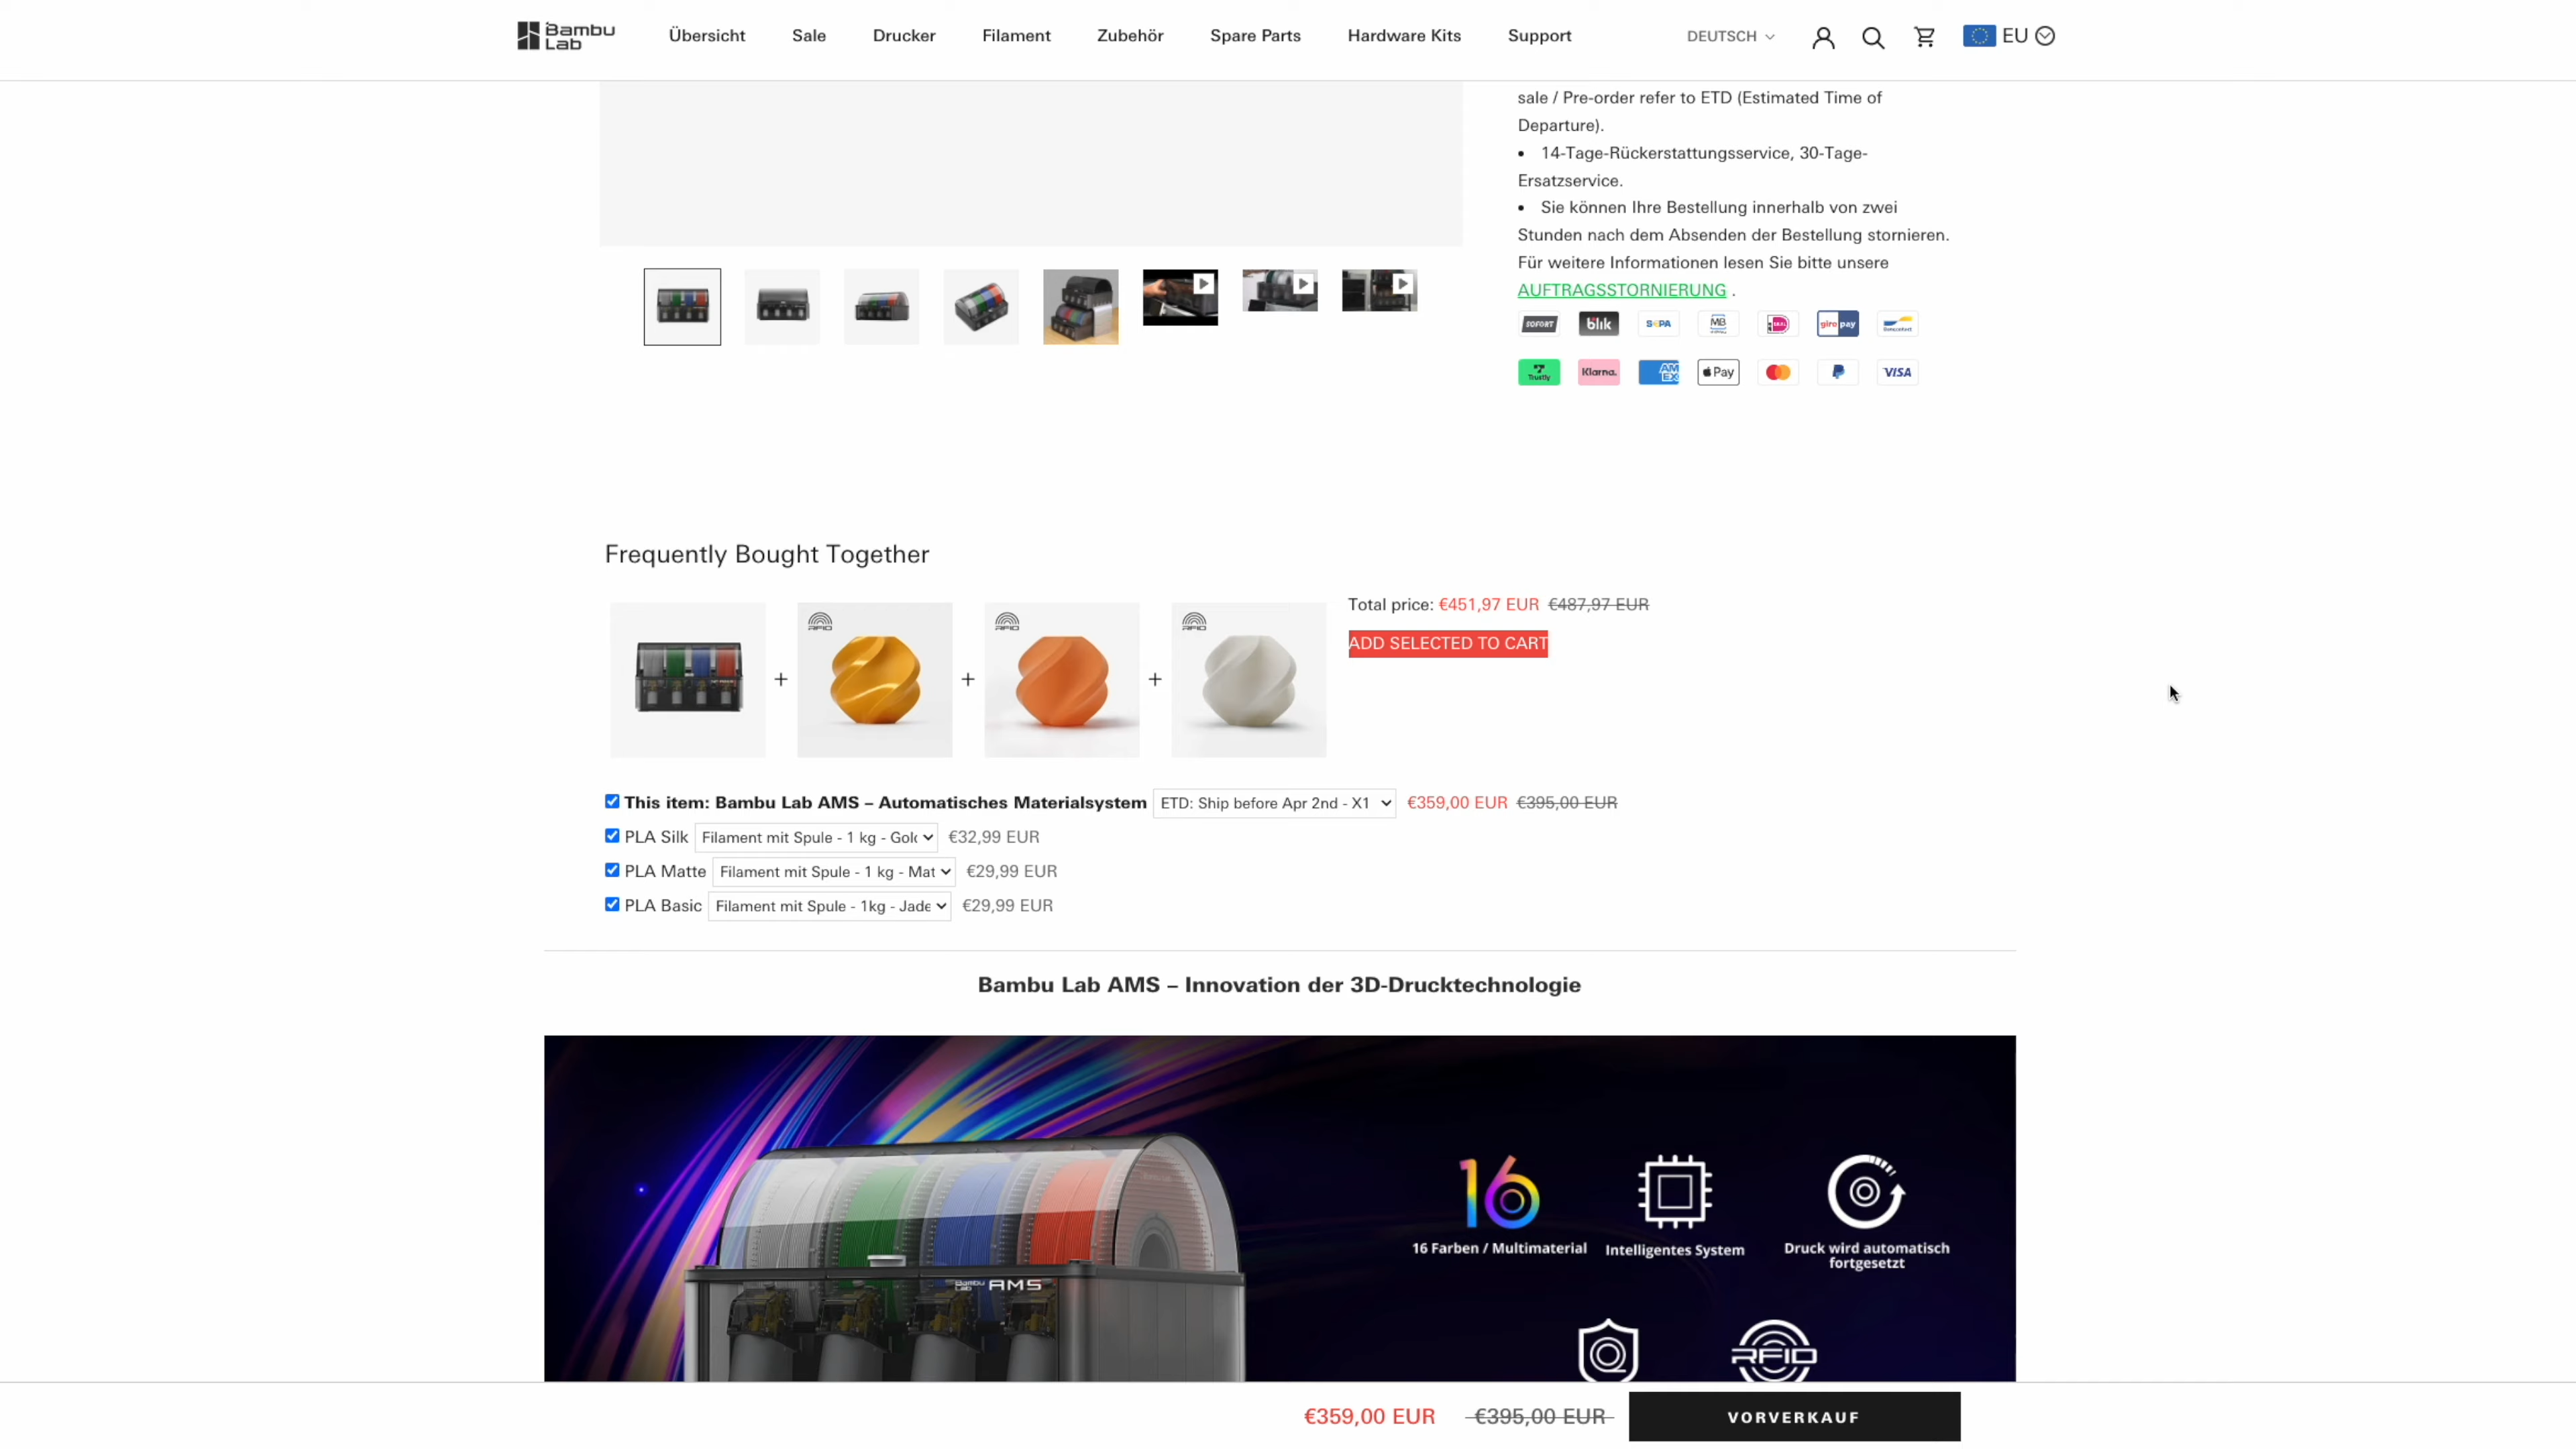 Bambu Lab
Übersicht Sale Drucker Filament Zubehör Spare Parts Hardware Kits Support DEUTSCH EU
sale / Pre-order refer to ETD (Estimated Time of
Departure).
• 14-Tage-Rückerstattungsservice, 30-Tage-
Ersatzservice.
• Sie können Ihre Bestellung innerhalb von zwei
Stunden nach dem Absenden der Bestellung stornieren.
Für weitere Informationen lesen Sie bitte unsere
AUFTRAGSSTORNIERUNG .
SOFORT blik SEPA MB giro pay
Trustly Klarna. AMEX Pay VISA
Frequently Bought Together
Total price: €451,97 EUR €487,97 EUR
ADD SELECTED TO CART
RFID RFID RFID
+ + +
This item: Bambu Lab AMS – Automatisches Materialsystem ETD: Ship before Apr 2nd - X1 €359,00 EUR €395,00 EUR
PLA Silk Filament mit Spule - 1 kg - Gold €32,99 EUR
PLA Matte Filament mit Spule - 1 kg - Mat €29,99 EUR
PLA Basic Filament mit Spule - 1kg - Jade €29,99 EUR
Bambu Lab AMS – Innovation der 3D-Drucktechnologie
16
16 Farben / Multimaterial Intelligentes System Druck wird automatisch
fortgesetzt
Bambu Lab AMS
RFID
€359,00 EUR €395,00 EUR VORVERKAUF